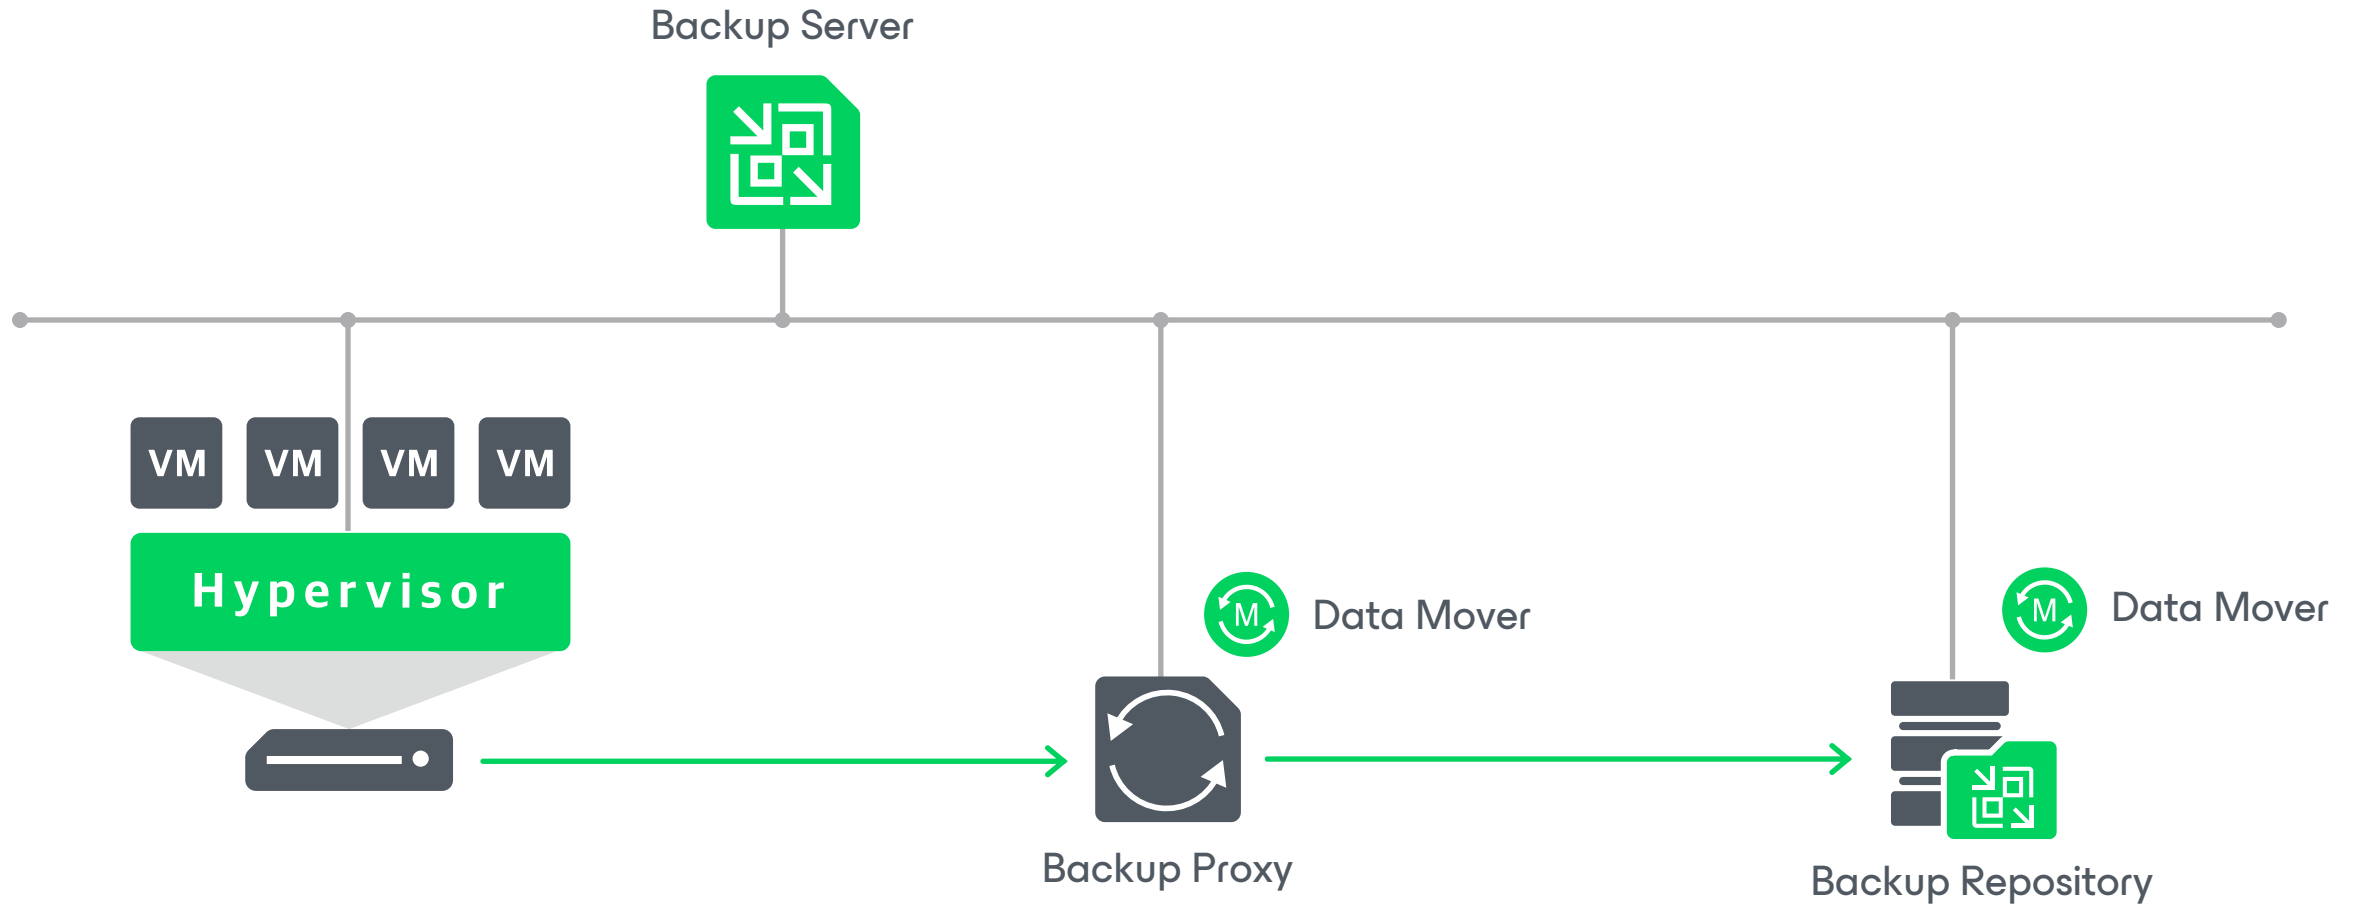 Backup Server
VM
VM
VM
VM
Hypervisor
M
Data Mover
M
Data Mover
Backup Proxy
Backup Repository